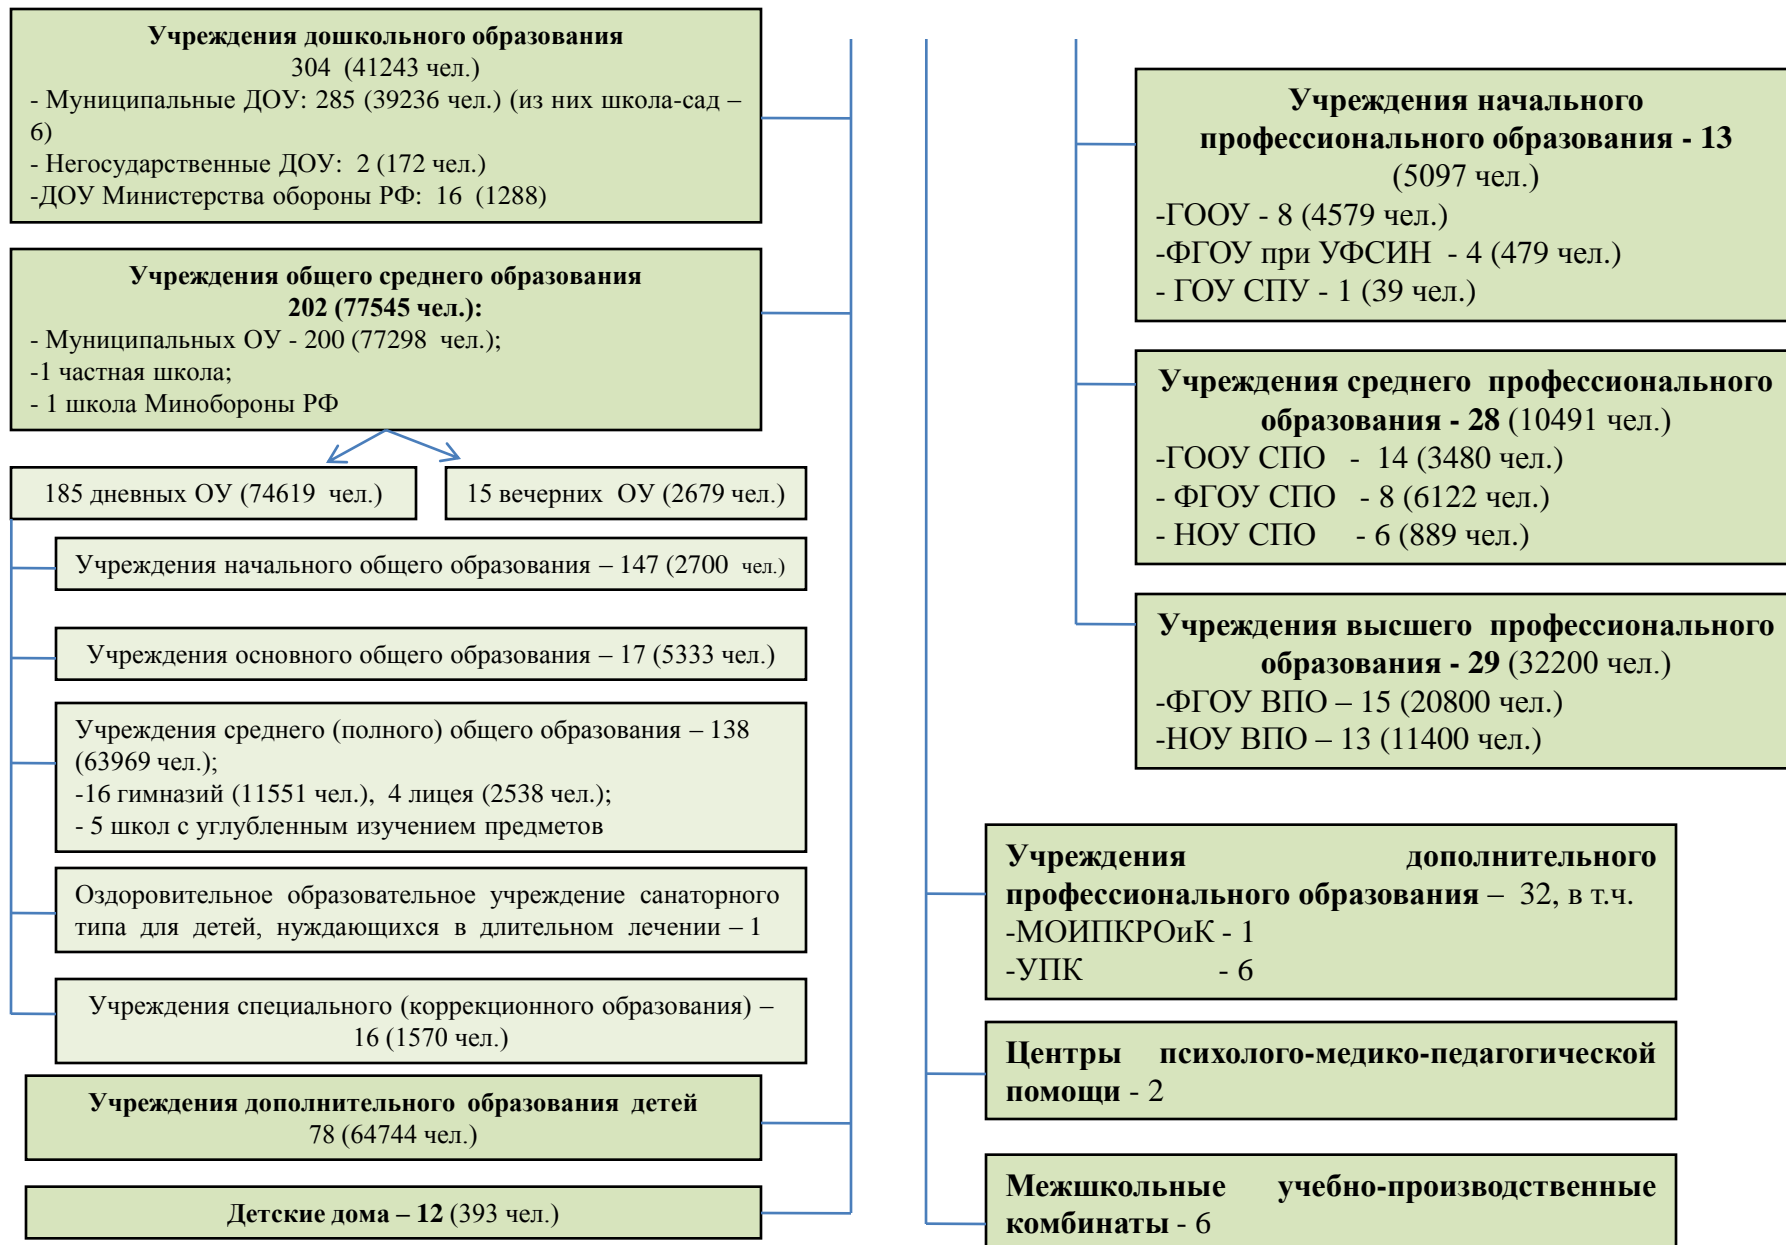 Учреждения дошкольного образования
304 (41243 чел.)
- Муниципальные ДОУ: 285 (39236 чел.) (из них школа-сад –
6)
- Негосударственные ДОУ: 2 (172 чел.)
-ДОУ Министерства обороны РФ: 16 (1288)
Учреждения общего среднего образования
202 (77545 чел.):
- Муниципальных ОУ - 200 (77298 чел.);
-1 частная школа;
- 1 школа Минобороны РФ
185 дневных ОУ (74619 чел.)
15 вечерних ОУ (2679 чел.)
Учреждения начального общего образования – 147 (2700 чел.)
Учреждения основного общего образования – 17 (5333 чел.)
Учреждения среднего (полного) общего образования – 138
(63969 чел.);
-16 гимназий (11551 чел.), 4 лицея (2538 чел.);
- 5 школ с углубленным изучением предметов
Оздоровительное образовательное учреждение санаторного
типа для детей, нуждающихся в длительном лечении – 1
Учреждения специального (коррекционного образования) –
16 (1570 чел.)
Учреждения дополнительного образования детей
78 (64744 чел.)
Детские дома – 12 (393 чел.)
Учреждения начального
профессионального образования - 13
(5097 чел.)
-ГООУ - 8 (4579 чел.)
-ФГОУ при УФСИН - 4 (479 чел.)
- ГОУ СПУ - 1 (39 чел.)
Учреждения среднего профессионального
образования - 28 (10491 чел.)
-ГООУ СПО - 14 (3480 чел.)
- ФГОУ СПО - 8 (6122 чел.)
- НОУ СПО - 6 (889 чел.)
Учреждения высшего профессионального
образования - 29 (32200 чел.)
-ФГОУ ВПО – 15 (20800 чел.)
-НОУ ВПО – 13 (11400 чел.)
Учреждения дополнительного
профессионального образования – 32, в т.ч.
-МОИПКРОиК - 1
-УПК - 6
Центры психолого-медико-педагогической
помощи - 2
Межшкольные учебно-производственные
комбинаты - 6